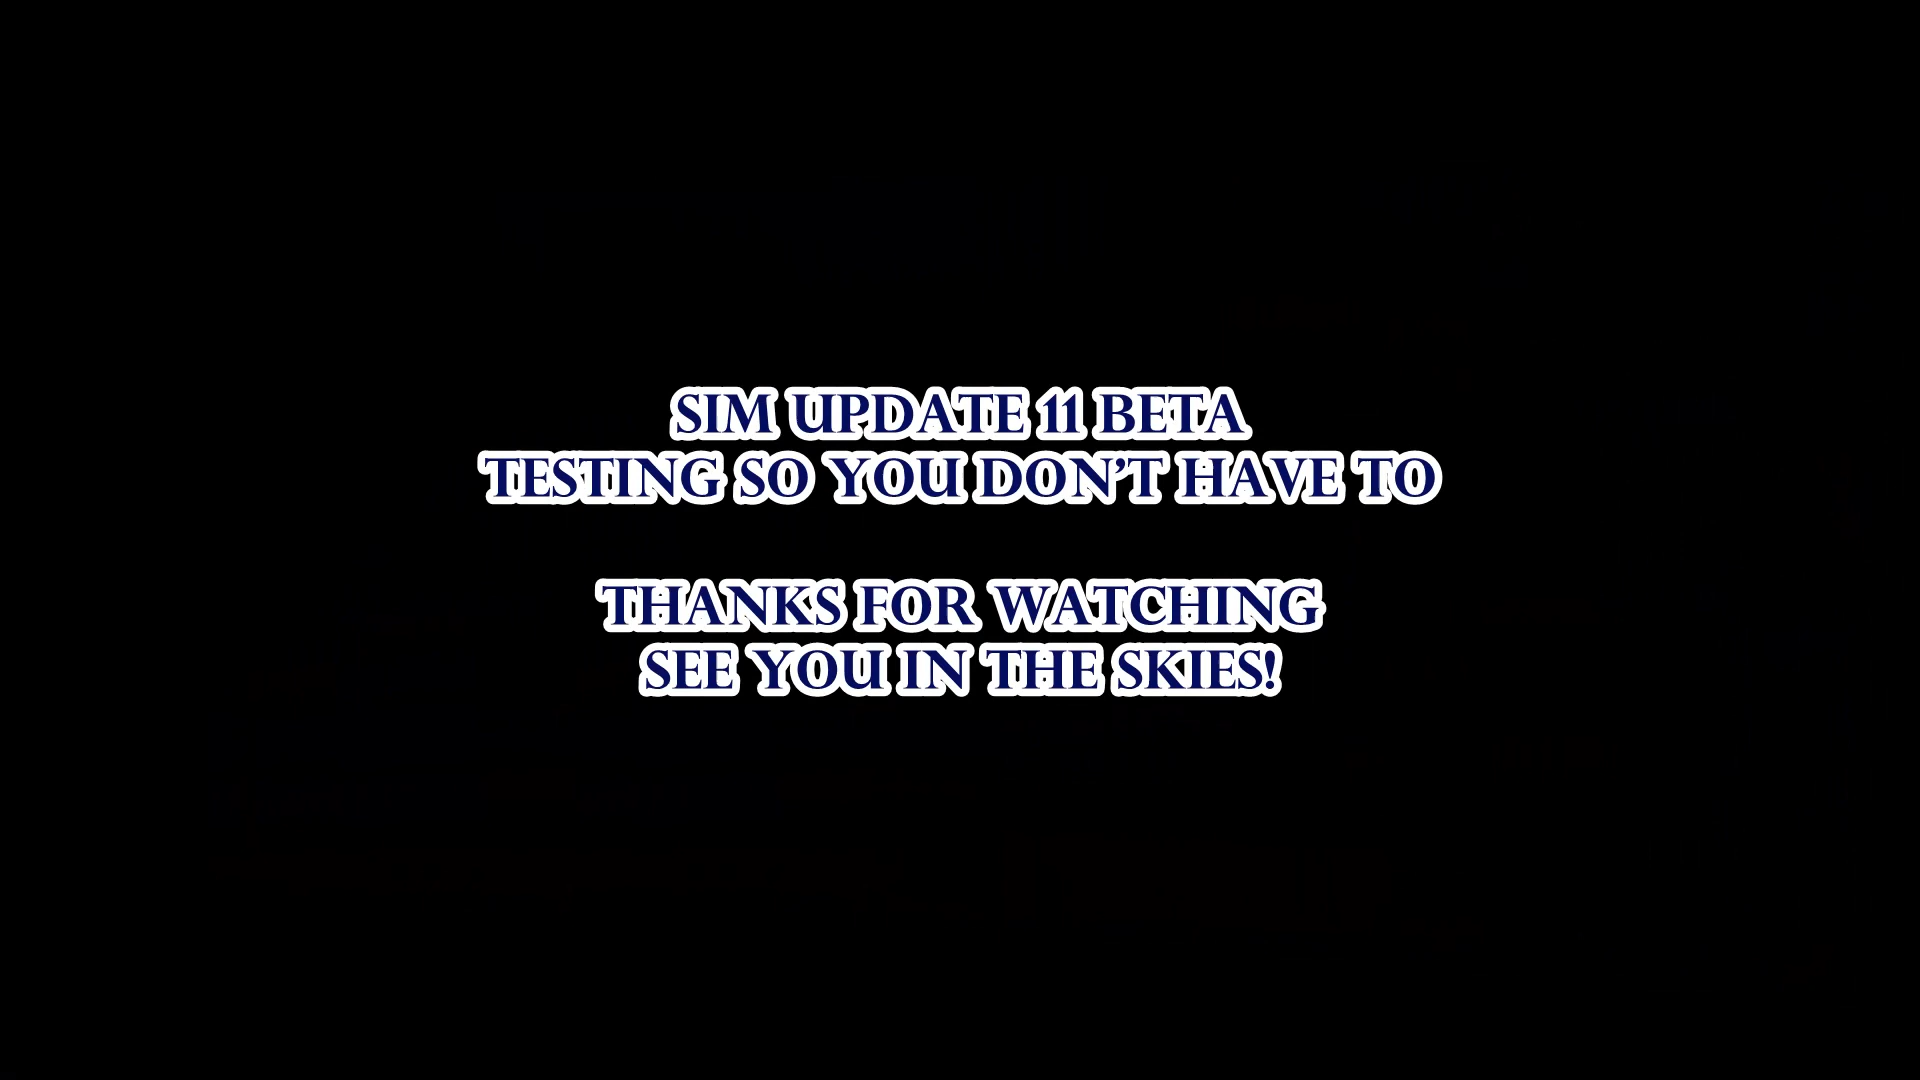 SIM UPDATE 11 BETA
TESTING SO YOU DON'T HAVE TO
THANKS FOR WATCHING
SEE YOU IN THE SKIES!